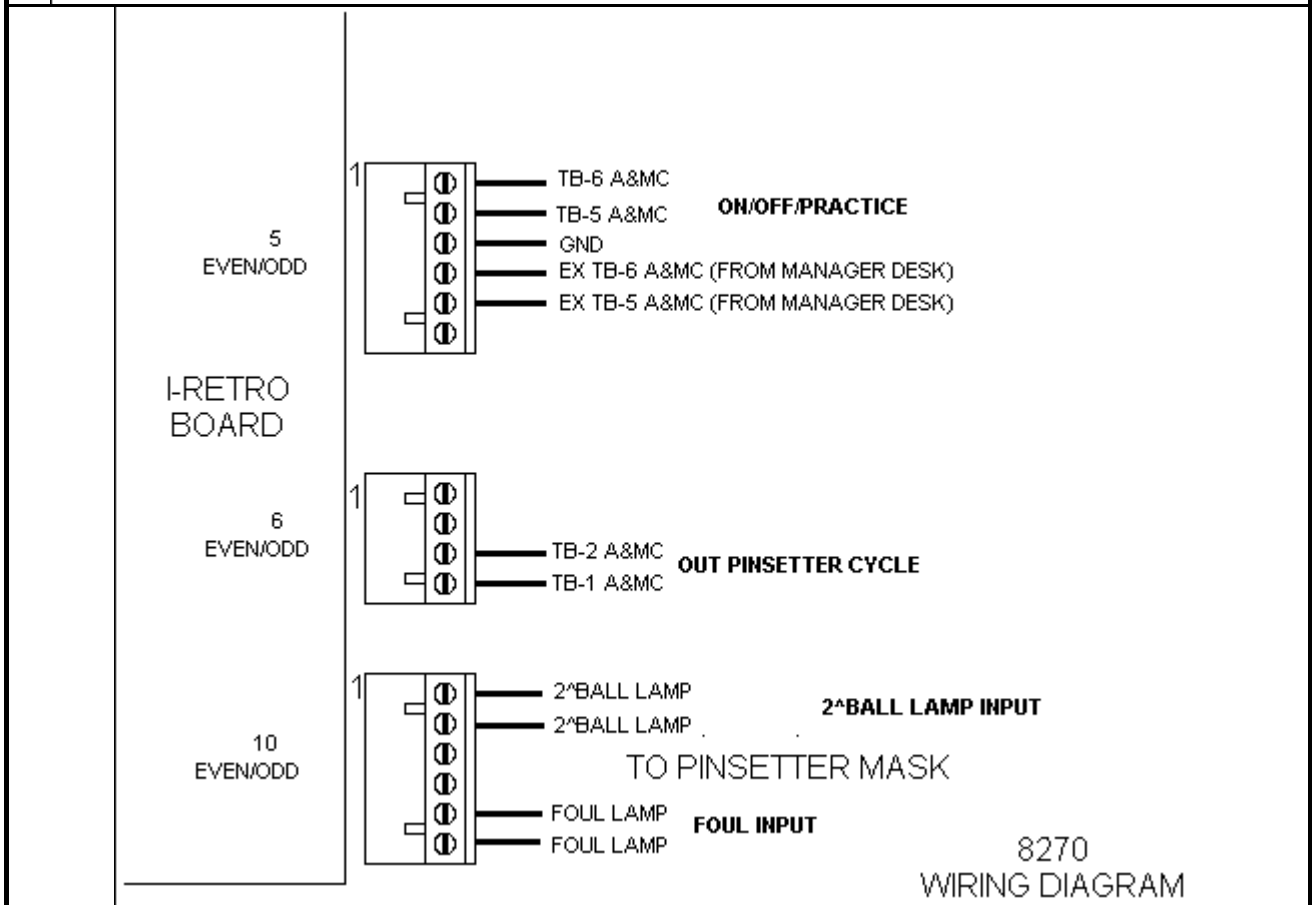 1
TB-6 A&MC
TB-5 A&MC
ON/OFF/PRACTICE
GND
EX TB-6 A&MC (FROM MANAGER DESK)
EX TB-5 A&MC (FROM MANAGER DESK)
5
EVEN/ODD
I-RETRO
BOARD
1
6
EVEN/ODD
TB-2 A&MC
TB-1 A&MC
OUT PINSETTER CYCLE
1
2^BALL LAMP
2^BALL LAMP
2^BALL LAMP INPUT
10
EVEN/ODD
TO PINSETTER MASK
FOUL LAMP
FOUL LAMP
FOUL INPUT
8270
WIRING DIAGRAM